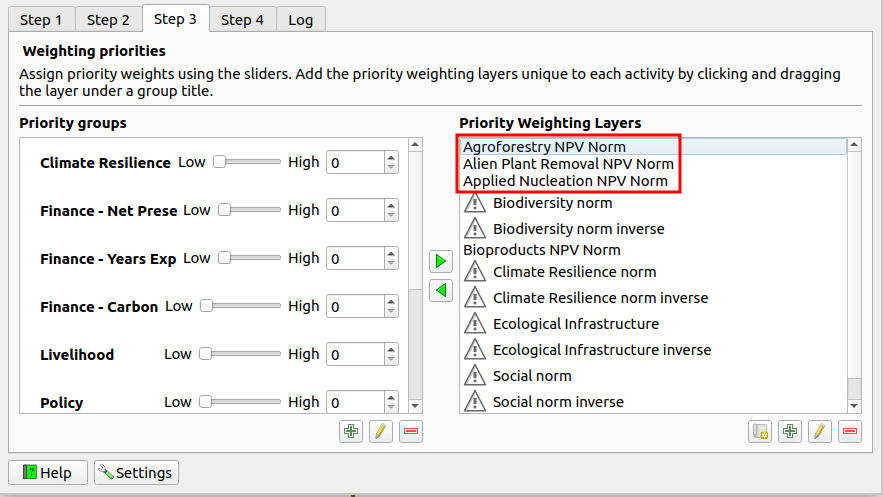 Step 1 Step 2 Step 3 Step 4 Log
Weighting priorities
Assign priority weights using the sliders. Add the priority weighting layers unique to each activity by clicking and dragging
the layer under a group title.
Priority groups
Climate Resilience Low High 0
Finance - Net Prese Low High 0
Finance - Years Exp Low High 0
Finance - Carbon Low High 0
Livelihood Low High 0
Policy Low High 0
Priority Weighting Layers
Agroforestry NPV Norm
Alien Plant Removal NPV Norm
Applied Nucleation NPV Norm
Biodiversity norm
Biodiversity norm inverse
Bioproducts NPV Norm
Climate Resilience norm
Climate Resilience norm inverse
Ecological Infrastructure
Ecological Infrastructure inverse
Social norm
Social norm inverse
Help Settings